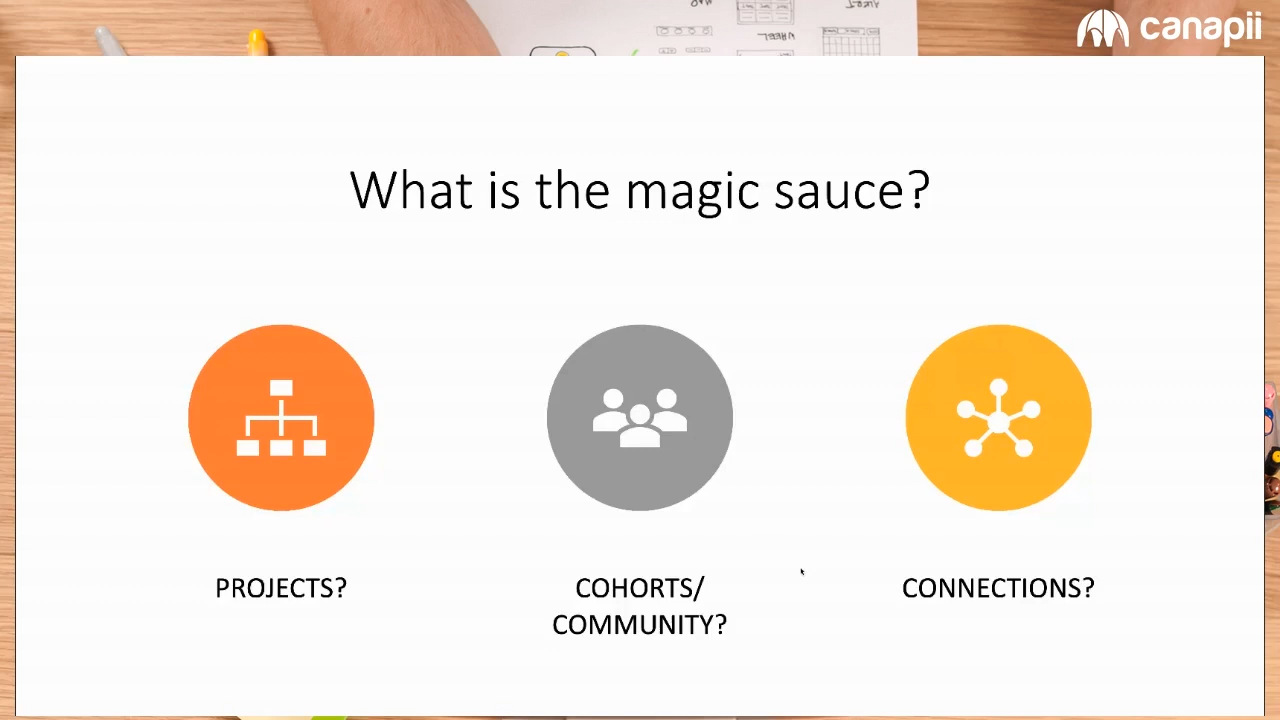 canapii
What is the magic sauce?
PROJECTS?
COHORTS/
COMMUNITY?
CONNECTIONS?